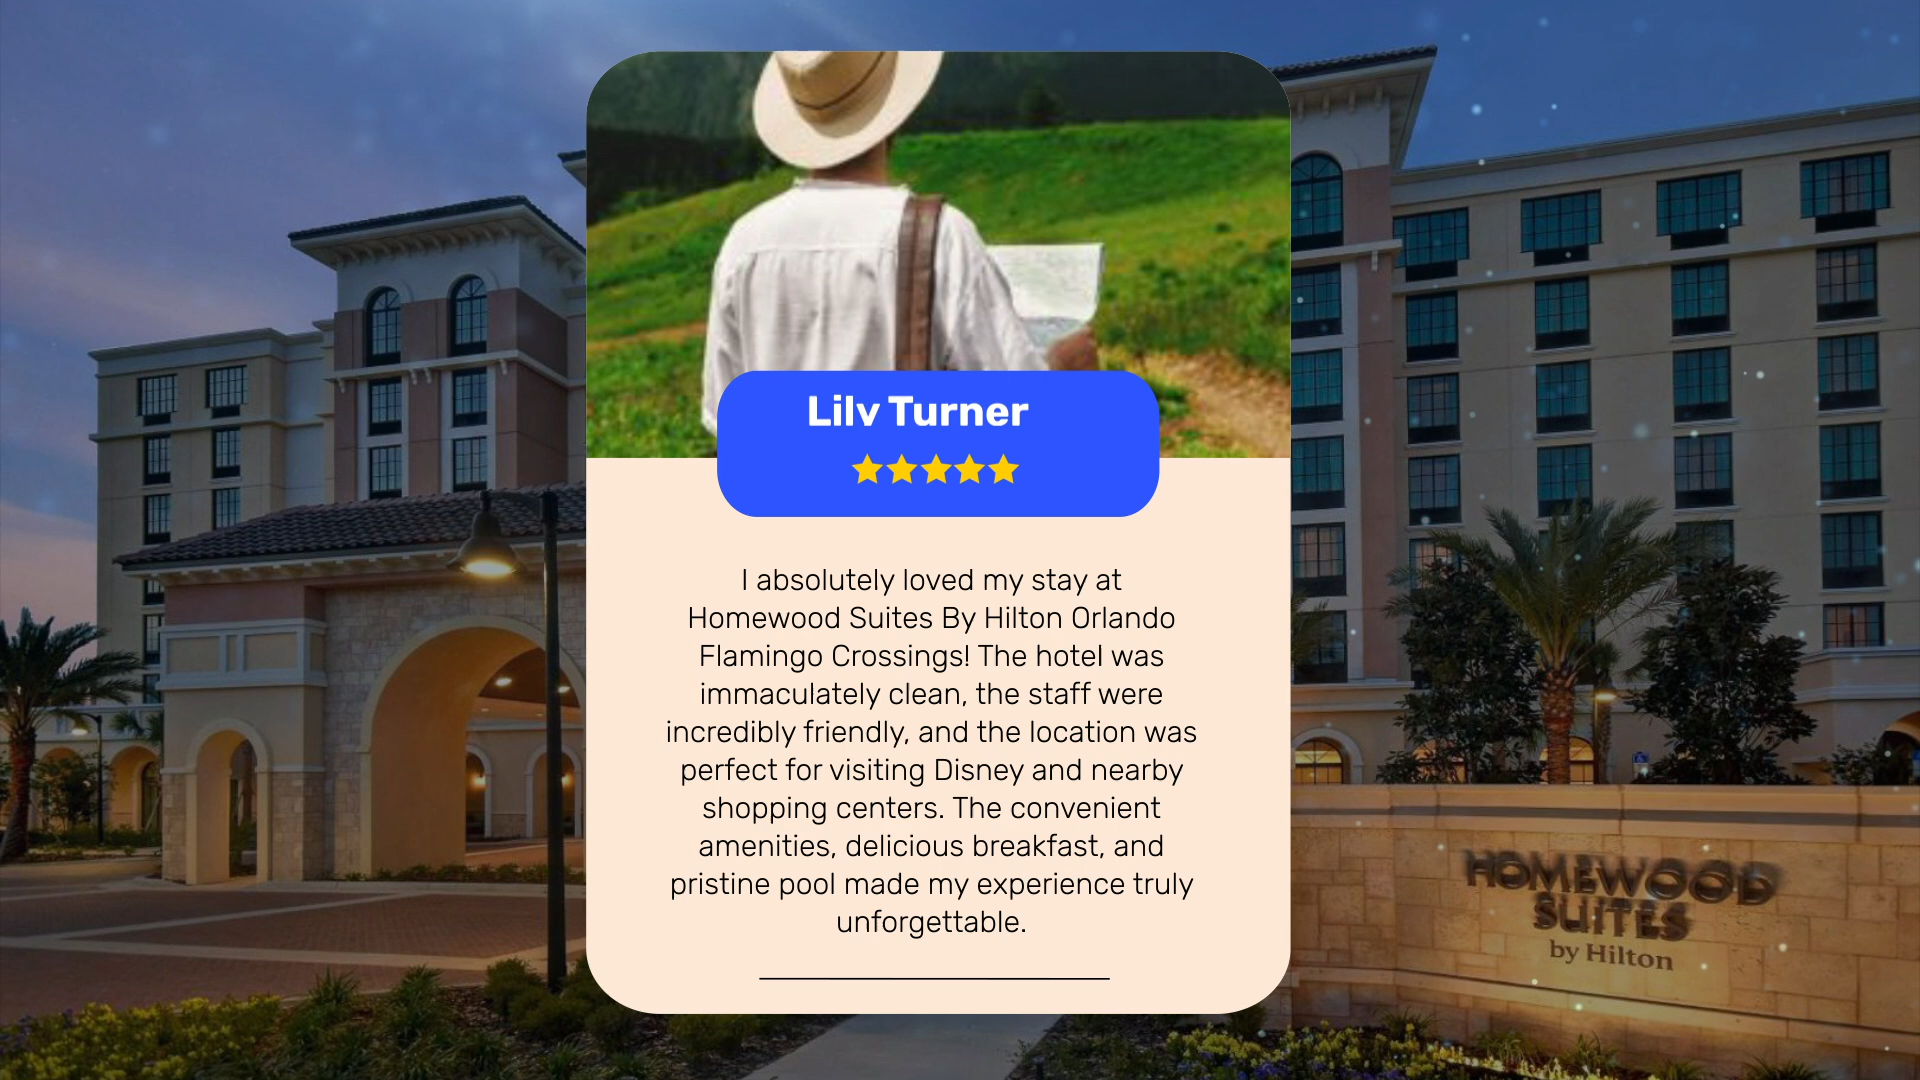 Lily Turner
I absolutely loved my stay at
Homewood Suites By Hilton Orlando
Flamingo Crossings! The hotel was
immaculately clean, the staff were
incredibly friendly, and the location was
perfect for visiting Disney and nearby
shopping centers. The convenient
amenities, delicious breakfast, and
pristine pool made my experience truly
unforgettable.
HOMEWOOD
SUITES
by Hilton